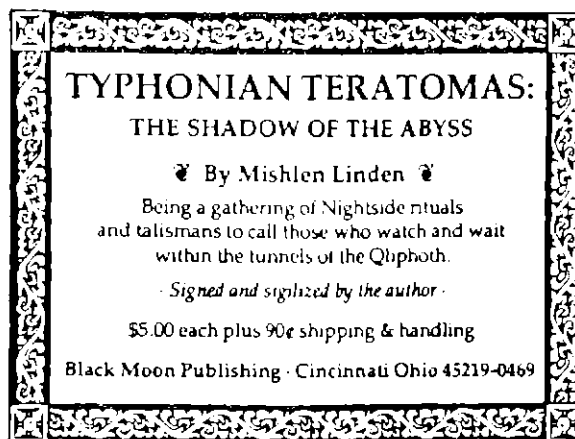 TYPHONIAN TERATOMAS:
THE SHADOW OF THE ABYSS
❦ By Mishlen Linden ❦
Being a gathering of Nightside rituals
and talismans to call those who watch and wait
within the tunnels of the Qliphoth.
· Signed and sigilized by the author ·
$5.00 each plus 90¢ shipping & handling
Black Moon Publishing · Cincinnati Ohio 45219-0469